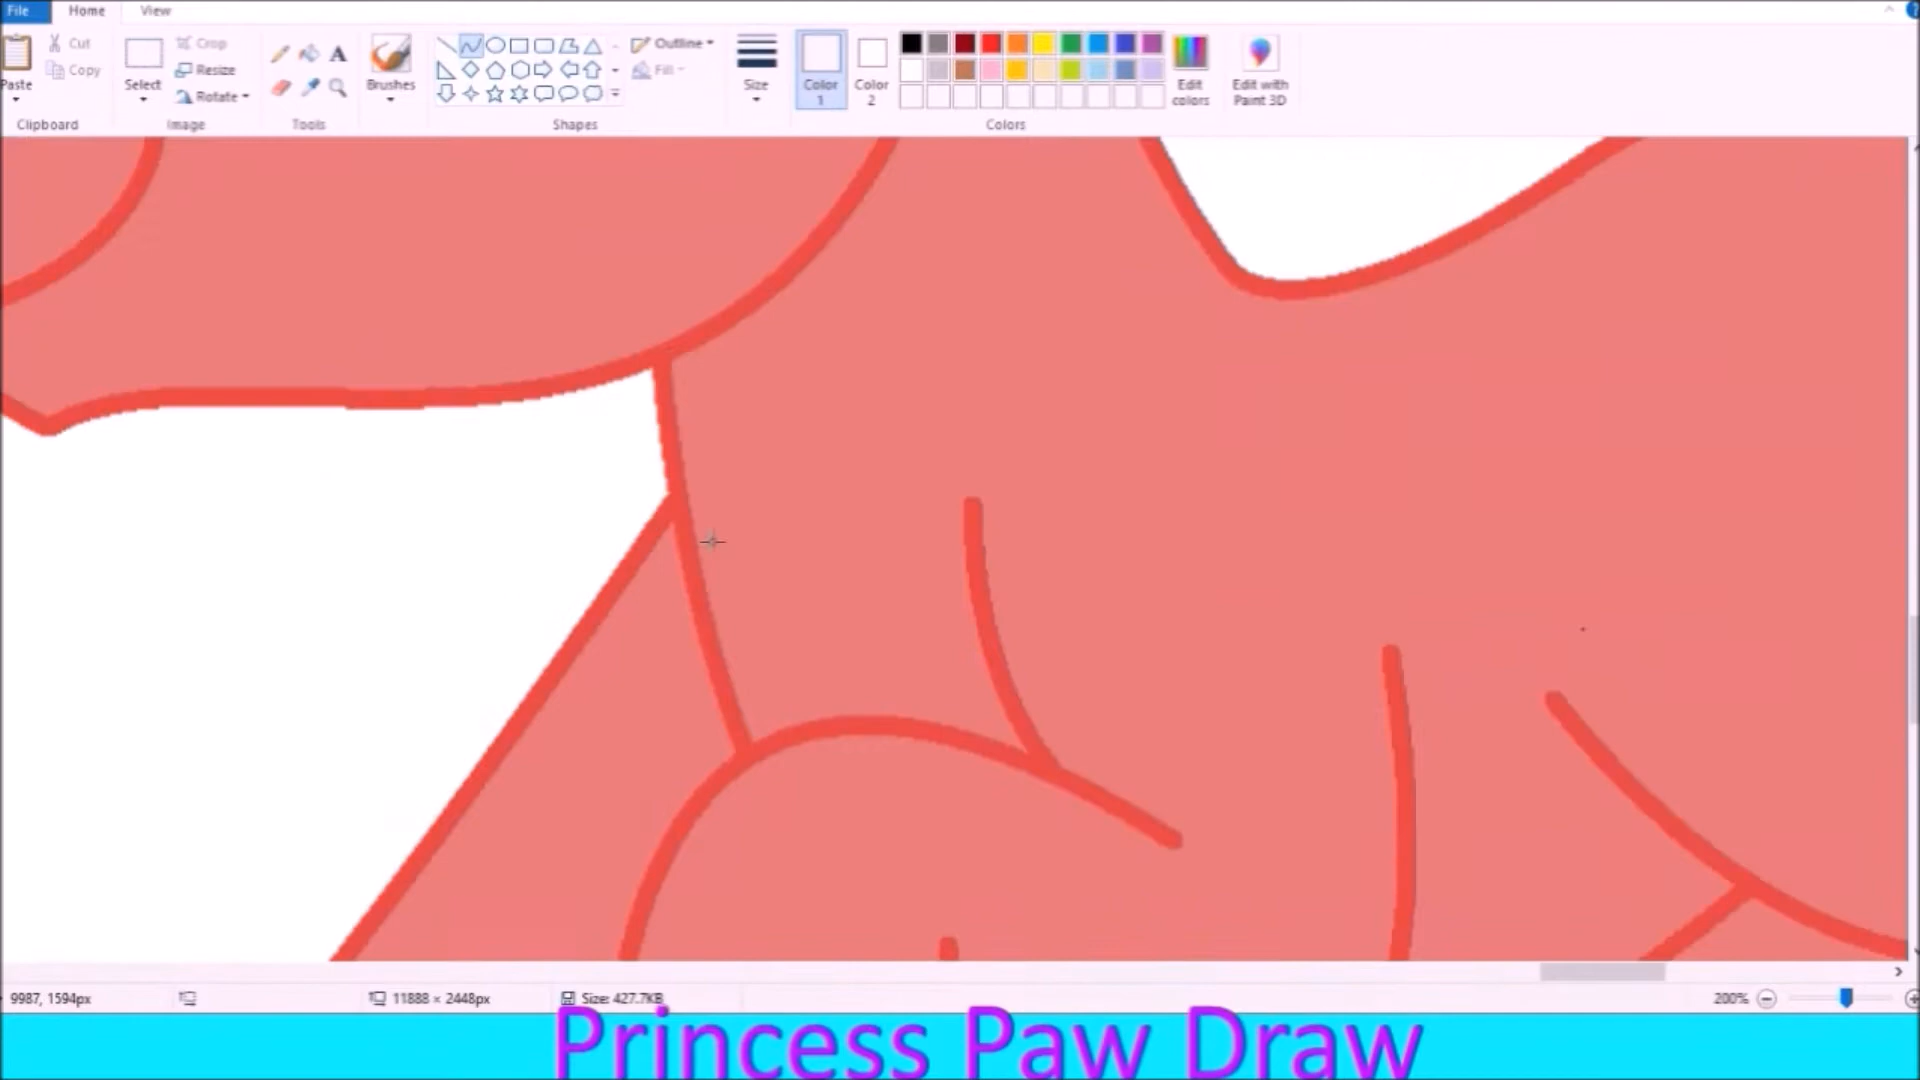 File Home View
Paste
Cut
Copy
Clipboard
Select
Crop
Resize
Rotate
Image
A
Tools
Brushes
Outline
Fill
Shapes
Size
Color 1
Color 2
Edit colors
Colors
Edit with Paint 3D
9987, 1594px
11888 × 2448px
Size: 427.7KB
200%
Princess Paw Draw